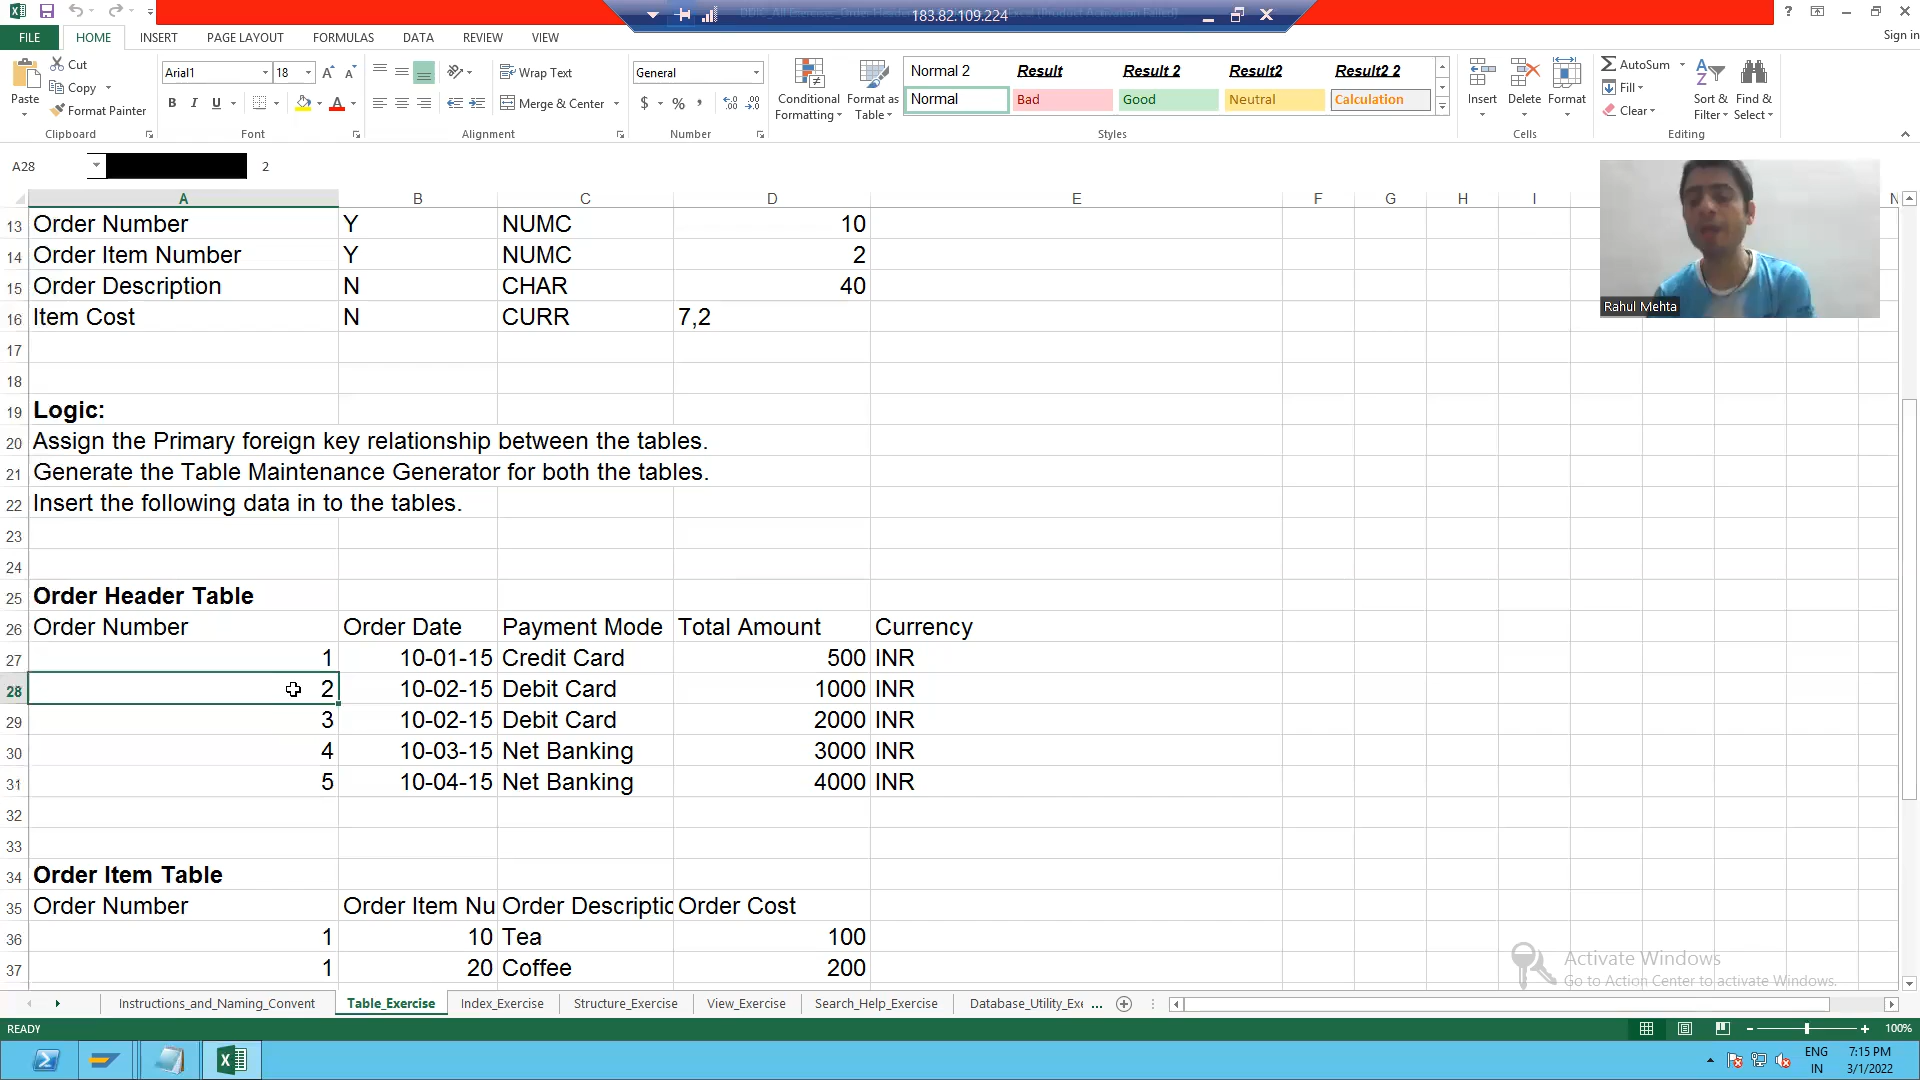 183.82.109.224
Sign in
FILE HOME INSERT PAGE LAYOUT FORMULAS DATA REVIEW VIEW
Paste
Cut
Copy
Format Painter
Clipboard
Arial1 18
B I U
Font
Wrap Text
Merge & Center
Alignment
General
$ % ,
Number
Conditional Formatting
Format as Table
Normal 2 Result Result 2 Result2 Result2 2
Normal Bad Good Neutral Calculation
Styles
Insert Delete Format
Cells
AutoSum
Fill
Clear
Sort & Filter
Find & Select
Editing
A28 2
A B C D E F G H I N
13 Order Number Y NUMC 10
14 Order Item Number Y NUMC 2
15 Order Description N CHAR 40
16 Item Cost N CURR 7,2
17
18
19 Logic:
20 Assign the Primary foreign key relationship between the tables.
21 Generate the Table Maintenance Generator for both the tables.
22 Insert the following data in to the tables.
23
24
25 Order Header Table
26 Order Number Order Date Payment Mode Total Amount Currency
27 1 10-01-15 Credit Card 500 INR
28 2 10-02-15 Debit Card 1000 INR
29 3 10-02-15 Debit Card 2000 INR
30 4 10-03-15 Net Banking 3000 INR
31 5 10-04-15 Net Banking 4000 INR
32
33
34 Order Item Table
35 Order Number Order Item Nu Order Descriptic Order Cost
36 1 10 Tea 100
37 1 20 Coffee 200
Rahul Mehta
Activate Windows
Go to Action Center to activate Windows.
Instructions_and_Naming_Convent Table_Exercise Index_Exercise Structure_Exercise View_Exercise Search_Help_Exercise Database_Utility_Exe ...
READY 100%
ENG 7:15 PM
IN 3/1/2022